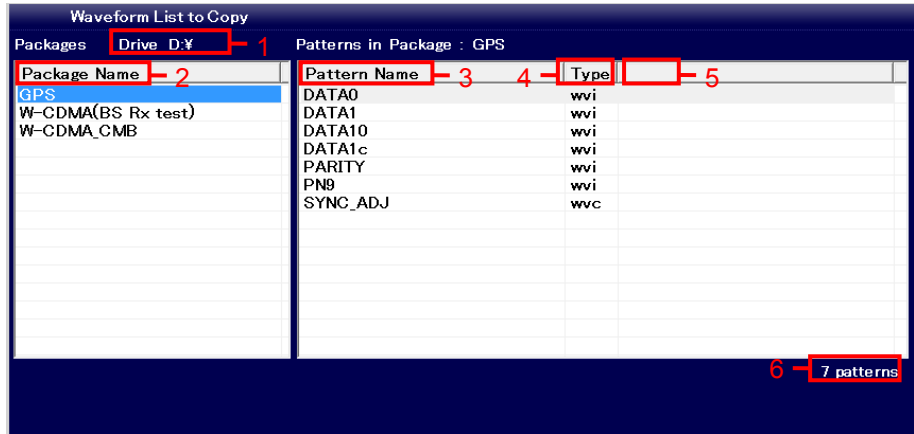 Waveform List to Copy
Packages Drive D:¥ 1 Patterns in Package : GPS
Package Name 2 Pattern Name 3 4 Type 5
GPS DATA0 wvi
W-CDMA(BS Rx test) DATA1 wvi
W-CDMA_CMB DATA10 wvi
DATA1c wvi
PARITY wvi
PN9 wvi
SYNC_ADJ wvc
6 7 patterns